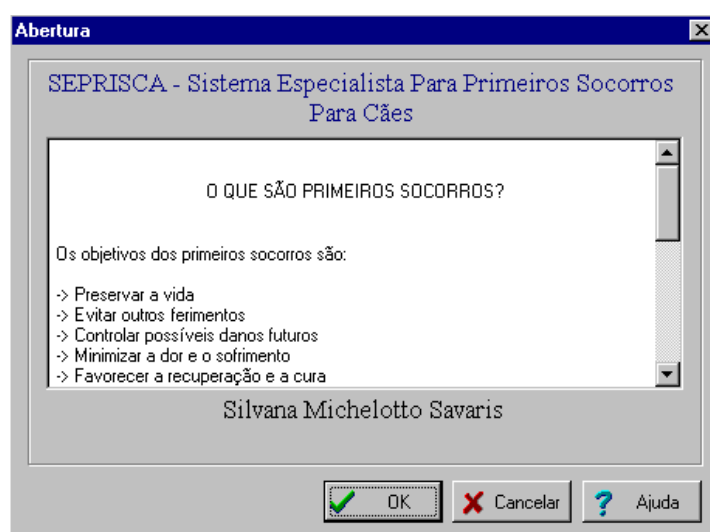 Abertura
SEPRISCA - Sistema Especialista Para Primeiros Socorros
Para Cães
O QUE SÃO PRIMEIROS SOCORROS?
Os objetivos dos primeiros socorros são:
-> Preservar a vida
-> Evitar outros ferimentos
-> Controlar possíveis danos futuros
-> Minimizar a dor e o sofrimento
-> Favorecer a recuperação e a cura
Silvana Michelotto Savaris
OK Cancelar Ajuda